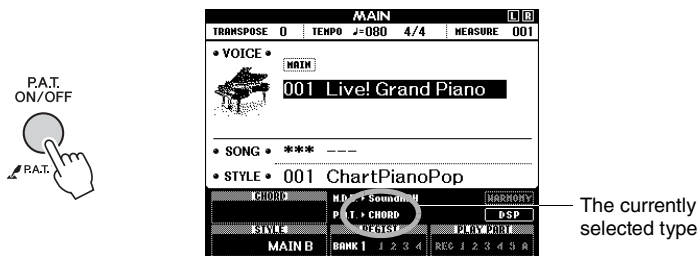 P.A.T.
ON/OFF
P.A.T.
MAIN L R
TRANSPOSE 0 TEMPO ♩=080 4/4 MEASURE 001
VOICE
MAIN
001 Live! Grand Piano
SONG *** ---
STYLE 001 ChartPianoPop
CHORD HARMONY
P.A.T. ▸ CHORD DSP
STYLE REGIST PLAY PART
MAIN B BANK 1 1 2 3 4 REC 1 2 3 4 5 A
The currently
selected type